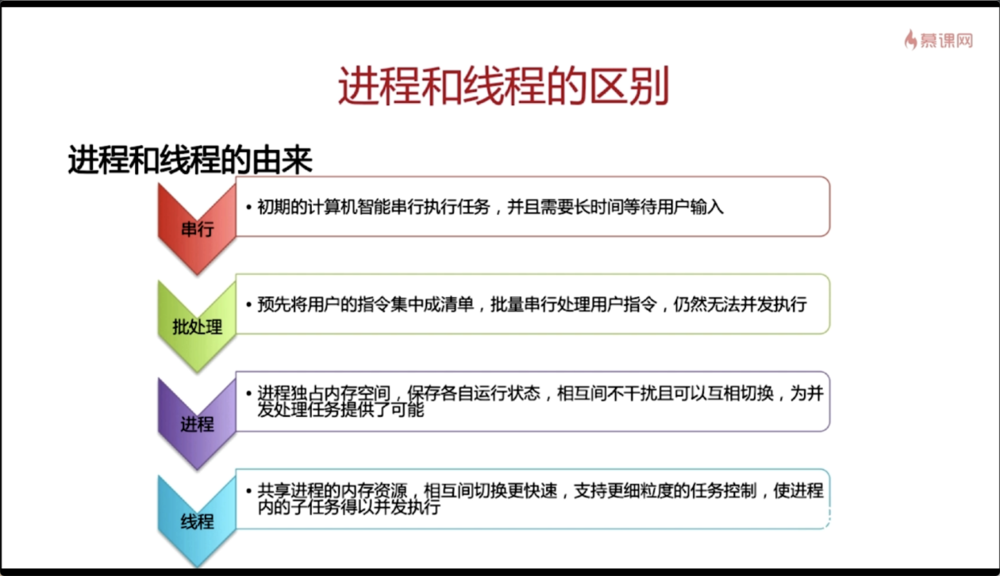 慕课网
进程和线程的区别
进程和线程的由来
串行
•初期的计算机智能串行执行任务，并且需要长时间等待用户输入
批处理
•预先将用户的指令集中成清单，批量串行处理用户指令，仍然无法并发执行
进程
•进程独占内存空间，保存各自运行状态，相互间不干扰且可以互相切换，为并
发处理任务提供了可能
线程
•共享进程的内存资源，相互间切换更快速，支持更细粒度的任务控制，使进程
内的子任务得以并发执行